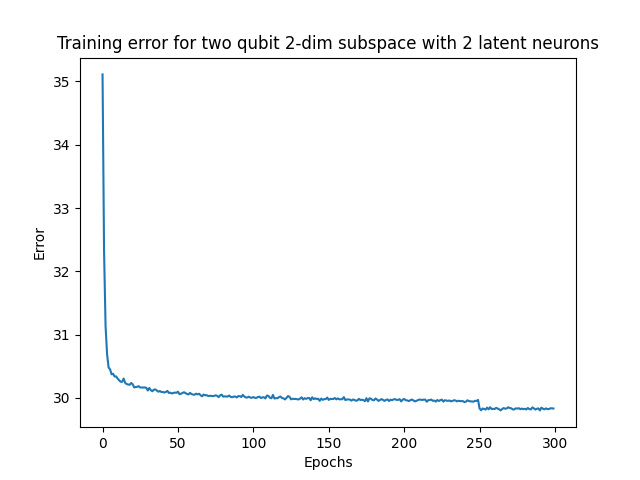 Training error for two qubit 2-dim subspace with 2 latent neurons
35
34
33
32
31
30
Error
0 50 100 150 200 250 300
Epochs